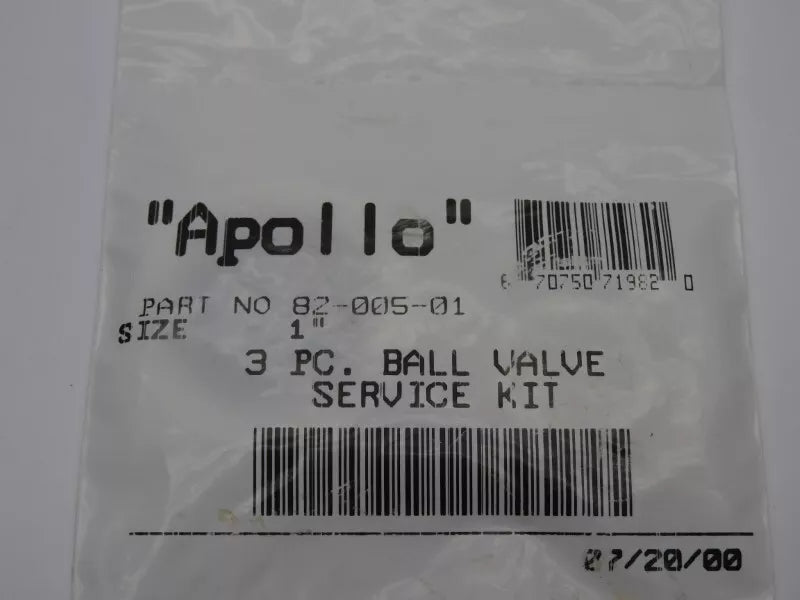 "Apollo"
6 70750 71982 0
PART NO 82-005-01
SIZE 1"
3 PC. BALL VALVE
SERVICE KIT
07/20/00